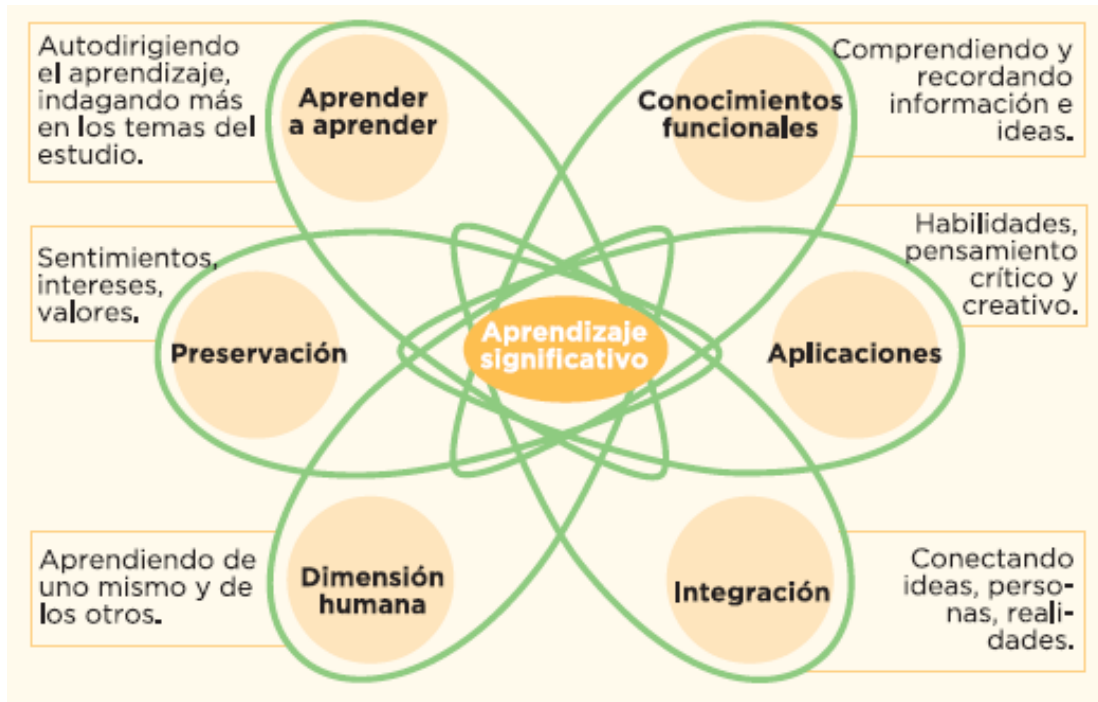 Autodirigiendo
el aprendizaje,
indagando más
en los temas del
estudio.
Aprender
a aprender
Conocimientos
funcionales
Comprendiendo y
recordando
información e
ideas.
Sentimientos,
intereses,
valores.
Preservación
Aprendizaje
significativo
Aplicaciones
Habilidades,
pensamiento
crítico y
creativo.
Aprendiendo de
uno mismo y de
los otros.
Dimensión
humana
Integración
Conectando
ideas, perso-
nas, reali-
dades.